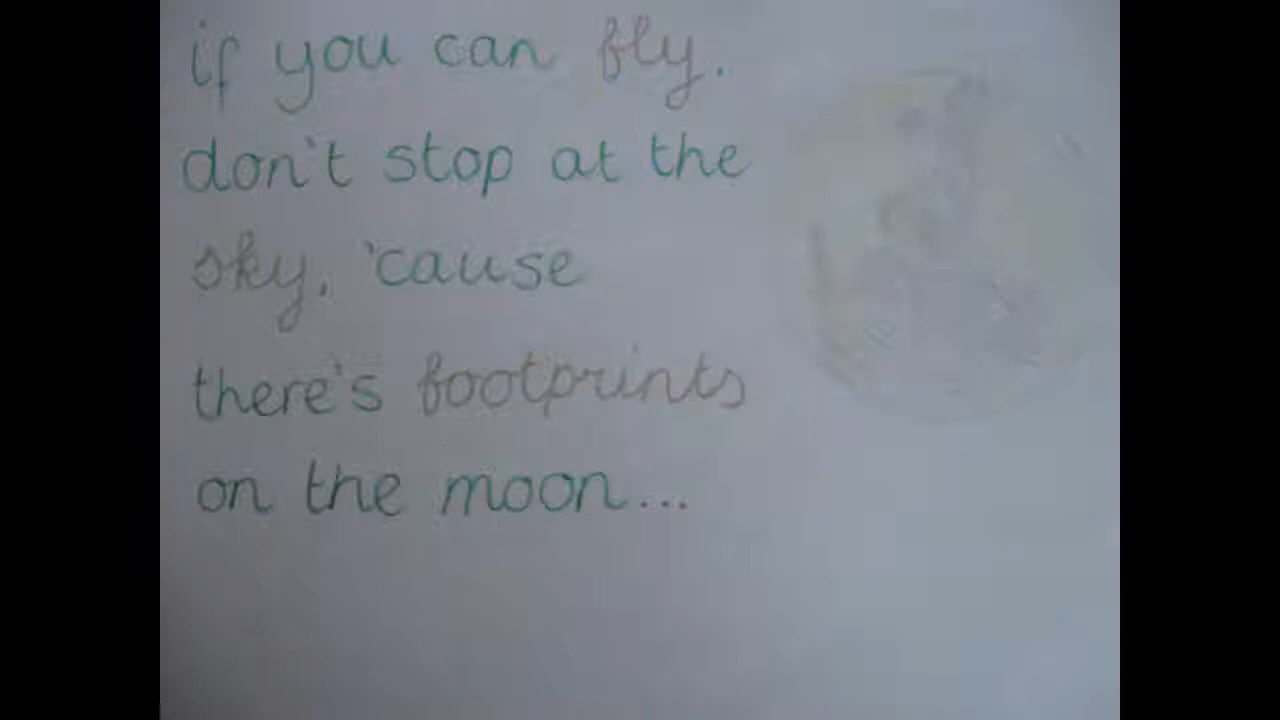 if you can fly.
don't stop at the
sky, 'cause
there's footprints
on the moon...